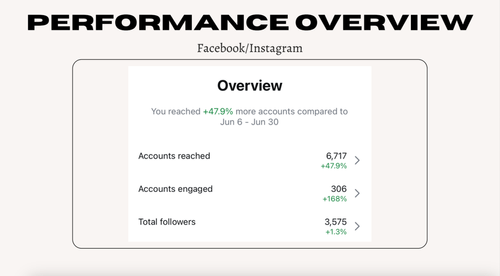 PERFORMANCE OVERVIEW
Facebook/Instagram
Overview
You reached +47.9% more accounts compared to
Jun 6 - Jun 30
Accounts reached 6,717
+47.9%
Accounts engaged 306
+168%
Total followers 3,575
+1.3%